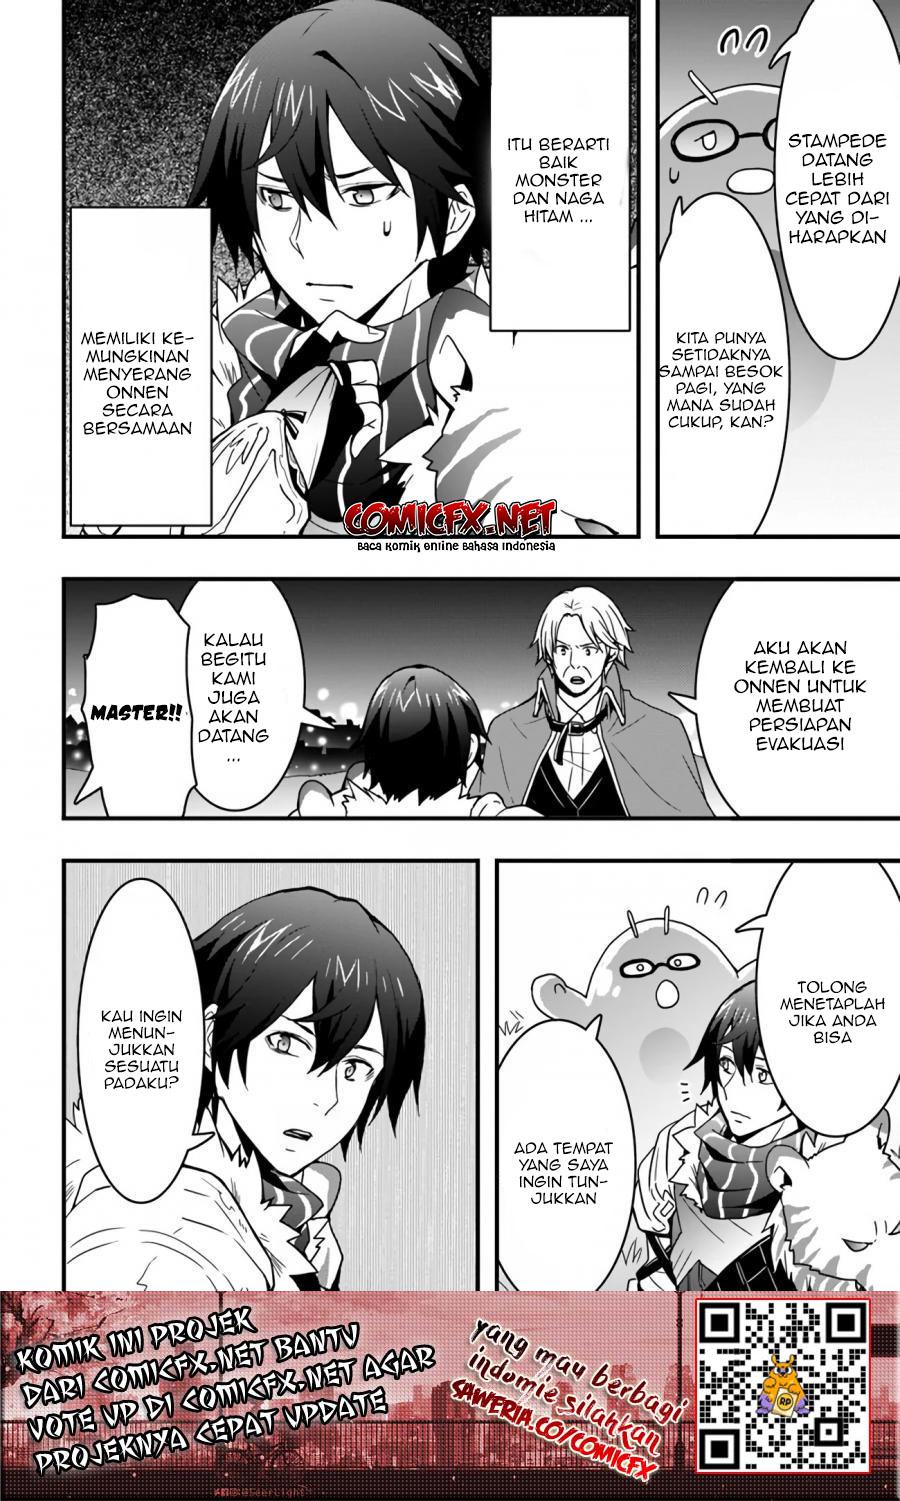 STAMPEDE
DATANG
LEBIH
CEPAT DARI
YANG DI-
HARAPKAN
KITA PUNYA
SETIDAKNYA
SAMPAI BESOK
PAGI, YANG
MANA SUDAH
CUKUP, KAN?
ITU BERARTI
BAIK
MONSTER
DAN NAGA
HITAM ...
MEMILIKI KE-
MUNGKINAN
MENYERANG
ONNEN
SECARA
BERSAMAAN
COMICFX.NET
Baca Komik Online Bahasa Indonesia
AKU AKAN
KEMBALI KE
ONNEN UNTUK
MEMBUAT
PERSIAPAN
EVAKUASI
KALAU
BEGITU
KAMI
JUGA
AKAN
DATANG
...
MASTER!!
TOLONG
MENETAPLAH
JIKA ANDA
BISA
ADA TEMPAT
YANG SAYA
INGIN TUN-
JUKKAN
KAU INGIN
MENUN-
JUKKAN
SESUATU
PADAKU?
KOMIK INI PROJEK
DARI COMICFX.NET BANTU
VOTE UP DI COMICFX.NET AGAR
PROJEKNYA CEPAT UPDATE
yang mau berbagi
indomie silahkan
SAWERIA.CO/COMICFX
RP
@SeerLight